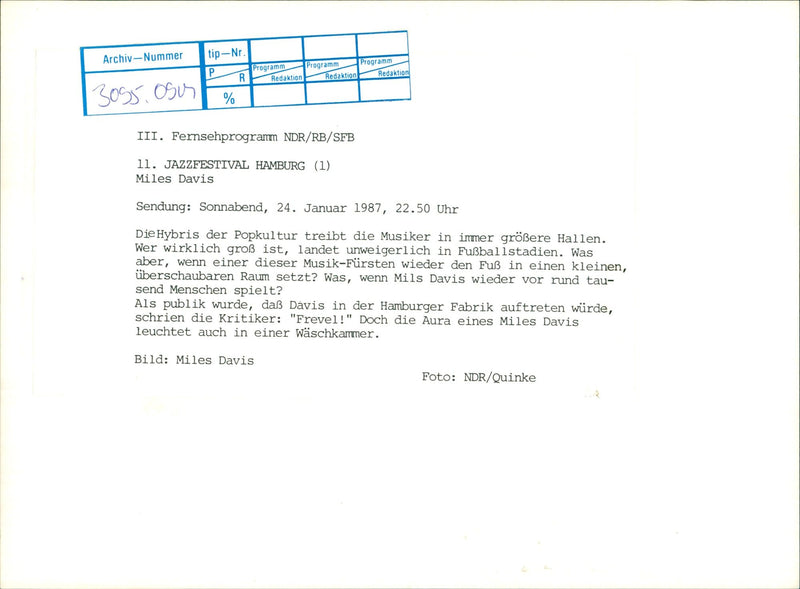 Archiv—Nummer tip—Nr.
3095.0941 P R Programm Redaktion Programm Redaktion Programm Redaktion
%
III. Fernsehprogramm NDR/RB/SFB
11. JAZZFESTIVAL HAMBURG (1)
Miles Davis
Sendung: Sonnabend, 24. Januar 1987, 22.50 Uhr
DieHybris der Popkultur treibt die Musiker in immer größere Hallen.
Wer wirklich groß ist, landet unweigerlich in Fußballstadien. Was
aber, wenn einer dieser Musik-Fürsten wieder den Fuß in einen kleinen,
überschaubaren Raum setzt? Was, wenn Mils Davis wieder vor rund tau-
send Menschen spielt?
Als publik wurde, daß Davis in der Hamburger Fabrik auftreten würde,
schrien die Kritiker: "Frevel!" Doch die Aura eines Miles Davis
leuchtet auch in einer Wäschkammer.
Bild: Miles Davis
Foto: NDR/Quinke